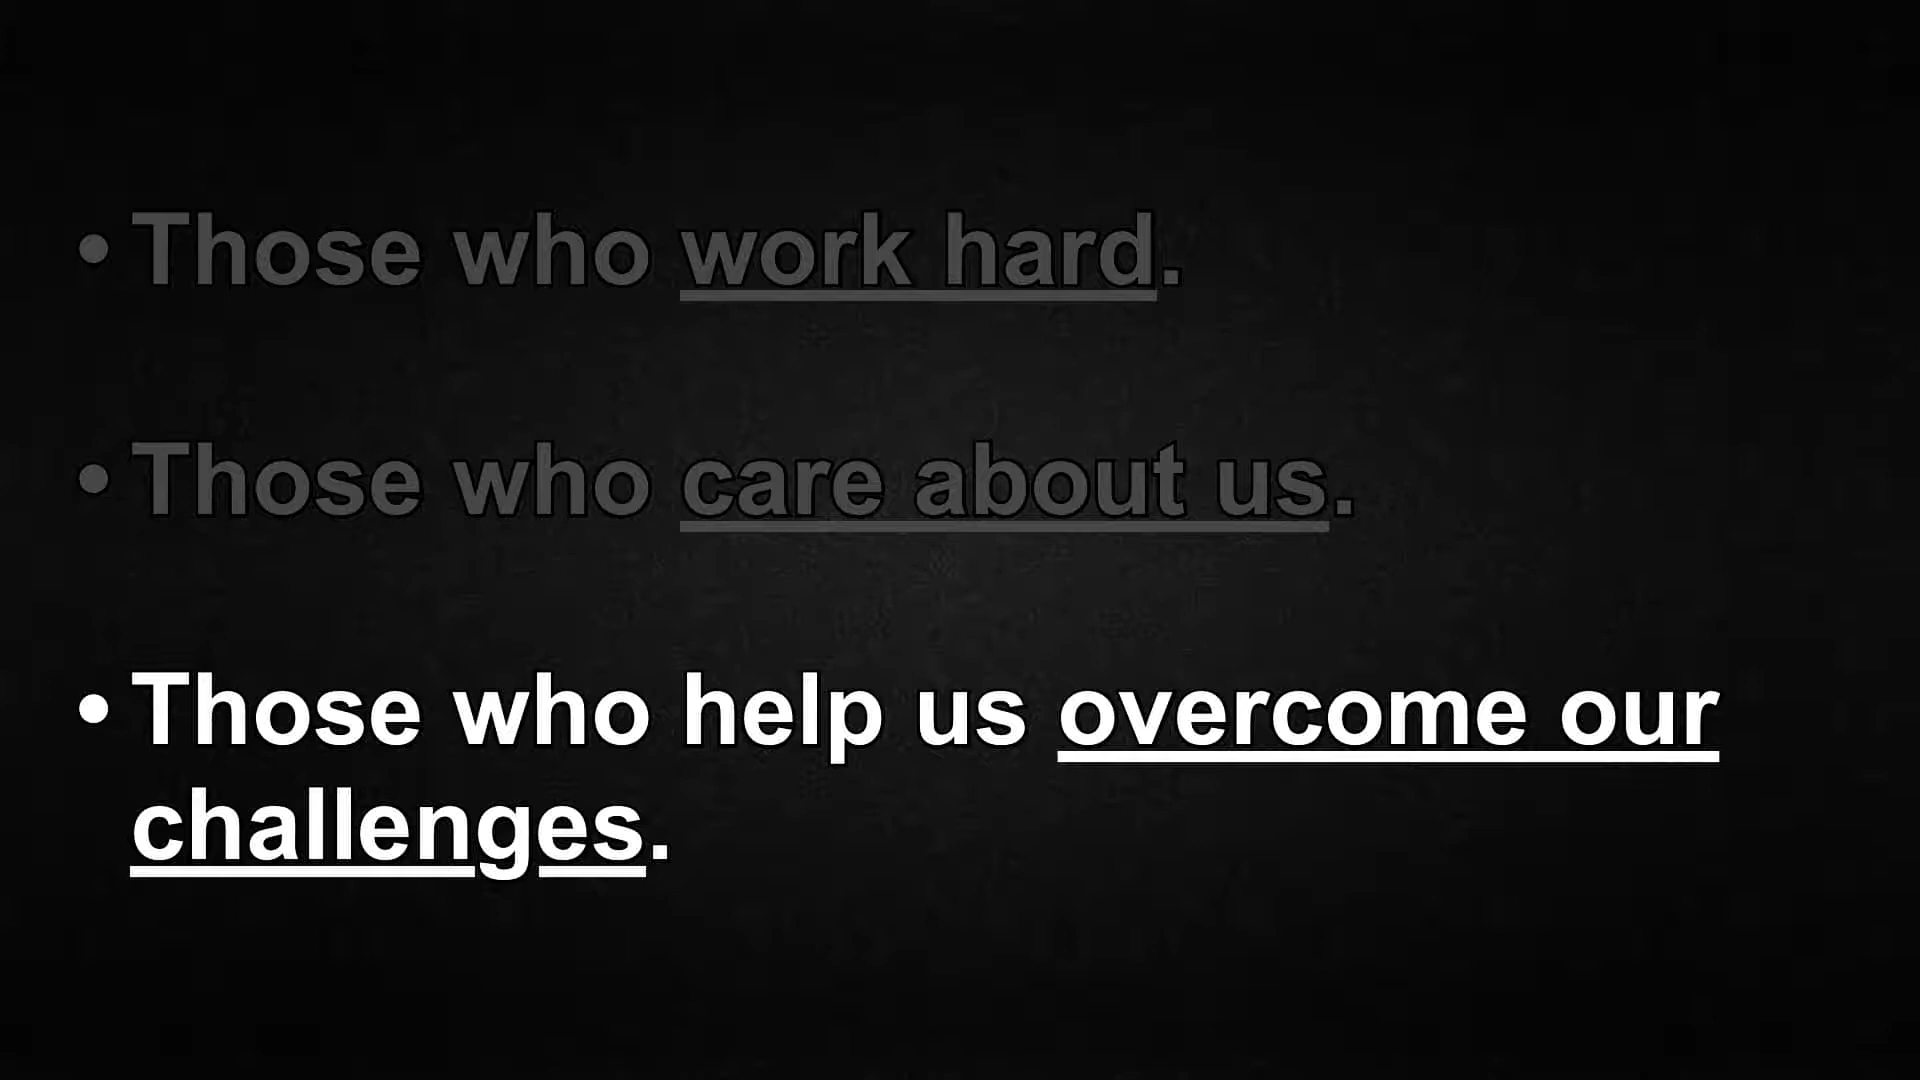 • Those who work hard.
• Those who care about us.
• Those who help us overcome our
challenges.